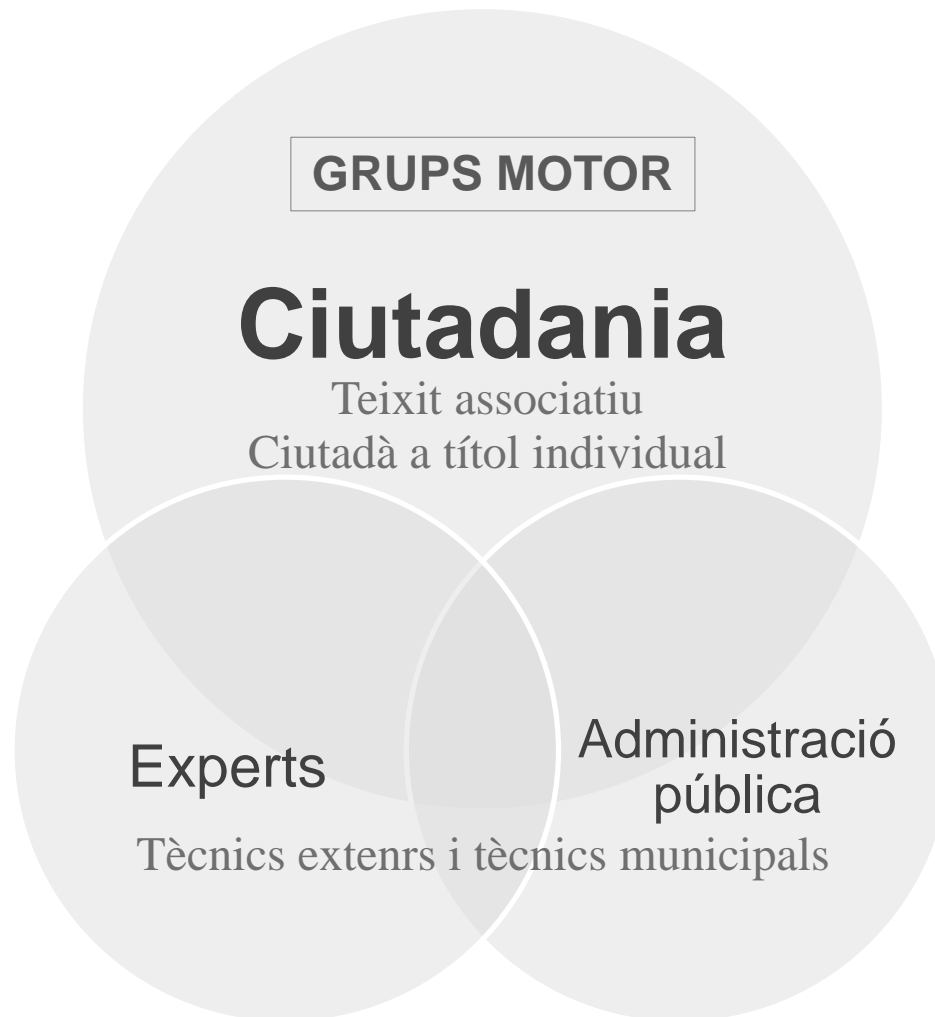 GRUPS MOTOR
Ciutadania
Teixit associatiu
Ciutadà a títol individual
Experts
Administració
pública
Tècnics extenrs i tècnics municipals